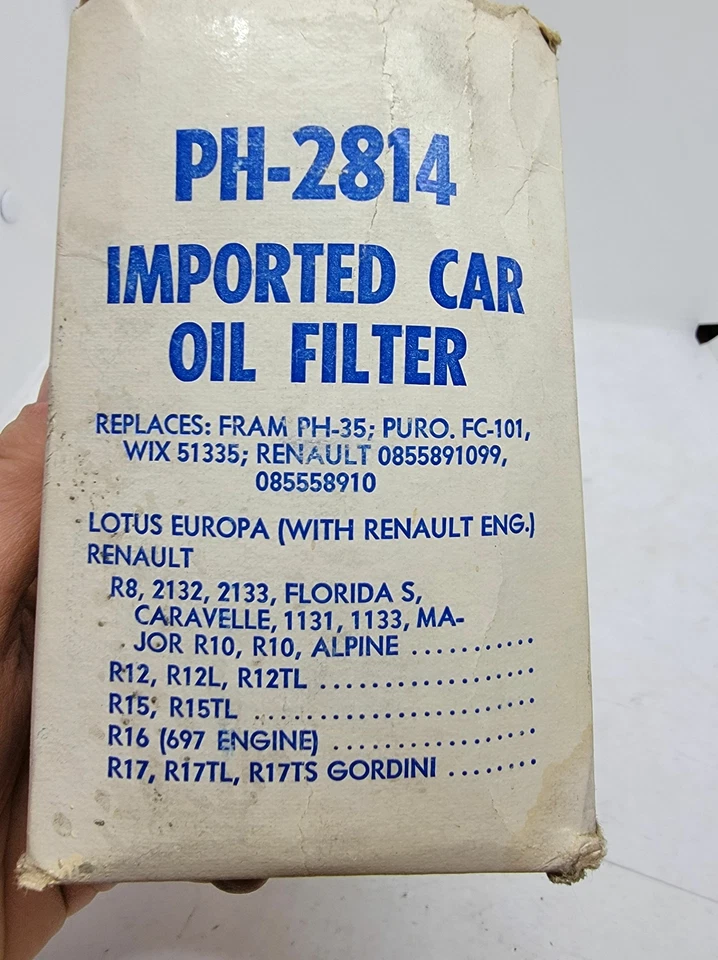 PH-2814
IMPORTED CAR
OIL FILTER
REPLACES: FRAM PH-35; PURO. FC-101,
WIX 51335; RENAULT 0855891099,
085558910
LOTUS EUROPA (WITH RENAULT ENG.)
RENAULT
R8, 2132, 2133, FLORIDA S,
CARAVELLE, 1131, 1133, MA-
JOR R10, R10, ALPINE ...........
R12, R12L, R12TL ...................
R15, R15TL .........................
R16 (697 ENGINE) ..................
R17, R17TL, R17TS GORDINI ........